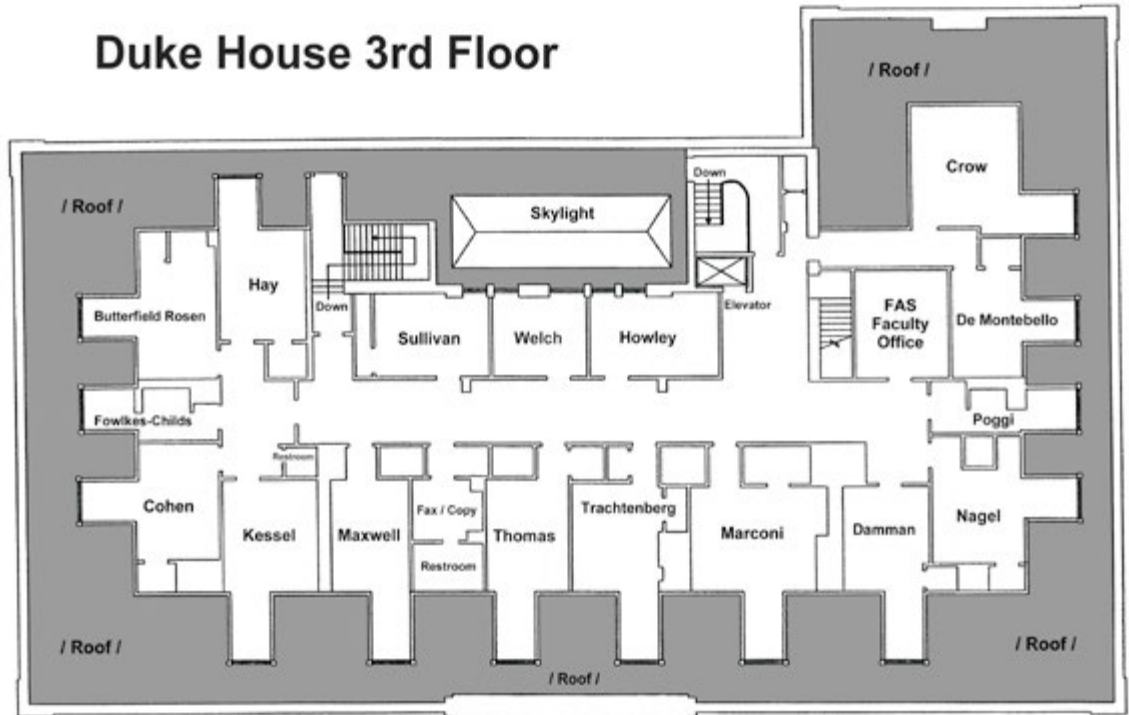 Duke House 3rd Floor
/ Roof /
Crow
Down
/ Roof /
Skylight
Hay
Down
Elevator
FAS
Faculty
Office
De Montebello
Butterfield Rosen
Sullivan
Welch
Howley
Fowlkes-Childs
Poggi
Restroom
Cohen
Kessel
Maxwell
Fax / Copy
Restroom
Thomas
Trachtenberg
Marconi
Damman
Nagel
/ Roof /
/ Roof /
/ Roof /